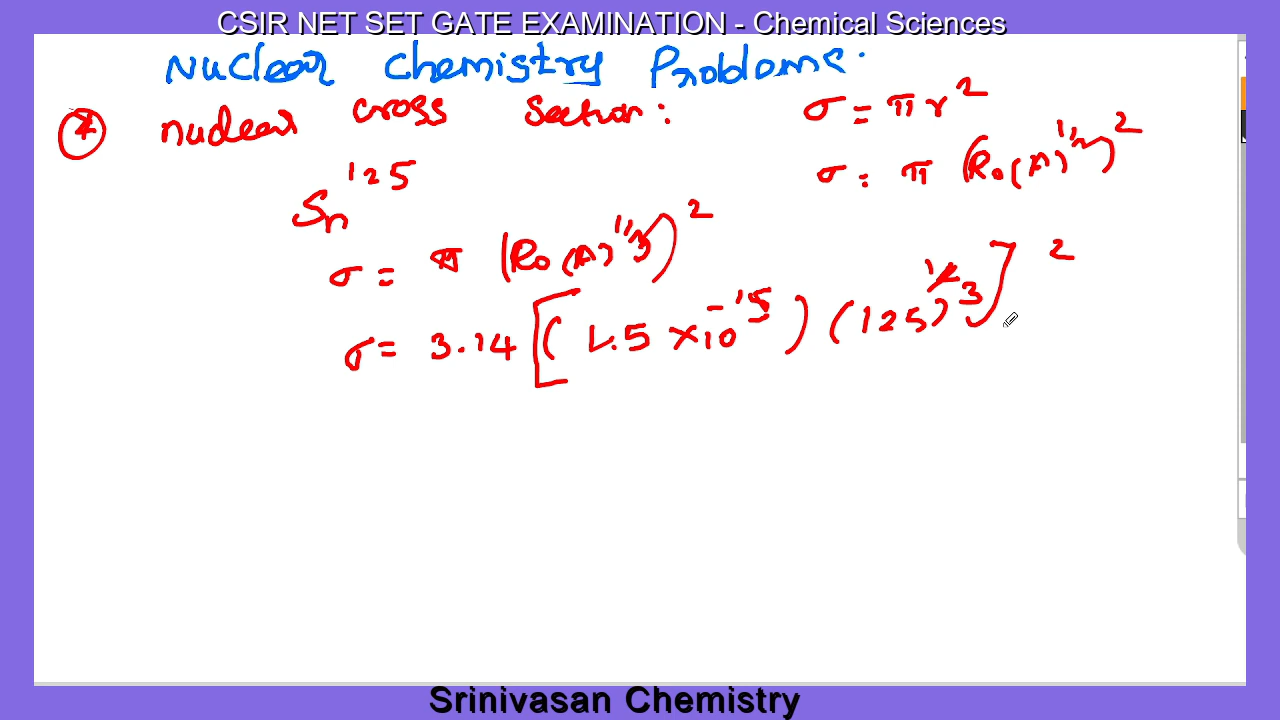 CSIR NET SET GATE EXAMINATION - Chemical Sciences
Nuclear Chemistry Problems.
* nuclear cross section: σ = πr²
Sn¹²⁵ σ = π (R₀(A)^1/3)²
σ = π (R₀(A)^1/3)²
σ = 3.14 [(1.5 × 10⁻¹⁵) (125)^1/3]²
Srinivasan Chemistry